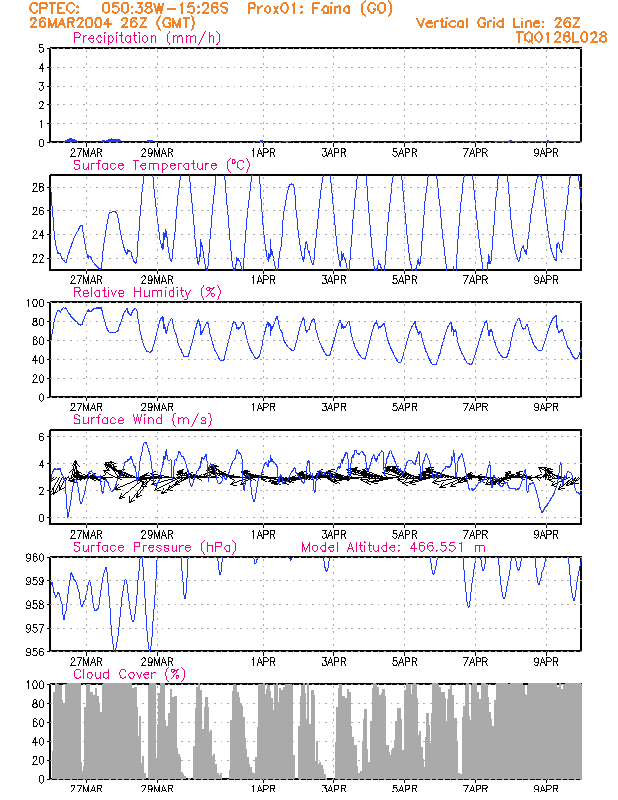 CPTEC: 050:38W-15:26S Prox01: Faina (GO)
26MAR2004 26Z (GMT) Vertical Grid Line: 26Z
Precipitation (mm/h) TQ0126L028
5
4
3
2
1
0
27MAR 29MAR 1APR 3APR 5APR 7APR 9APR
Surface Temperature (°C)
28
26
24
22
27MAR 29MAR 1APR 3APR 5APR 7APR 9APR
Relative Humidity (%)
100
80
60
40
20
0
27MAR 29MAR 1APR 3APR 5APR 7APR 9APR
Surface Wind (m/s)
6
4
2
0
27MAR 29MAR 1APR 3APR 5APR 7APR 9APR
Surface Pressure (hPa) Model Altitude: 466.551 m
960
959
958
957
956
27MAR 29MAR 1APR 3APR 5APR 7APR 9APR
Cloud Cover (%)
100
80
60
40
20
0
27MAR 29MAR 1APR 3APR 5APR 7APR 9APR